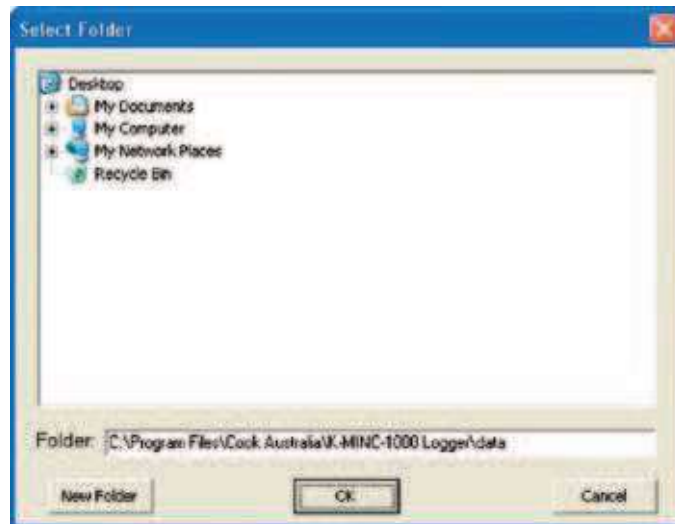 Select Folder
Desktop
My Documents
My Computer
My Network Places
Recycle Bin
Folder: C:\Program Files\Cook Australia\K-MINC-1000 Logger\data
New Folder
OK
Cancel